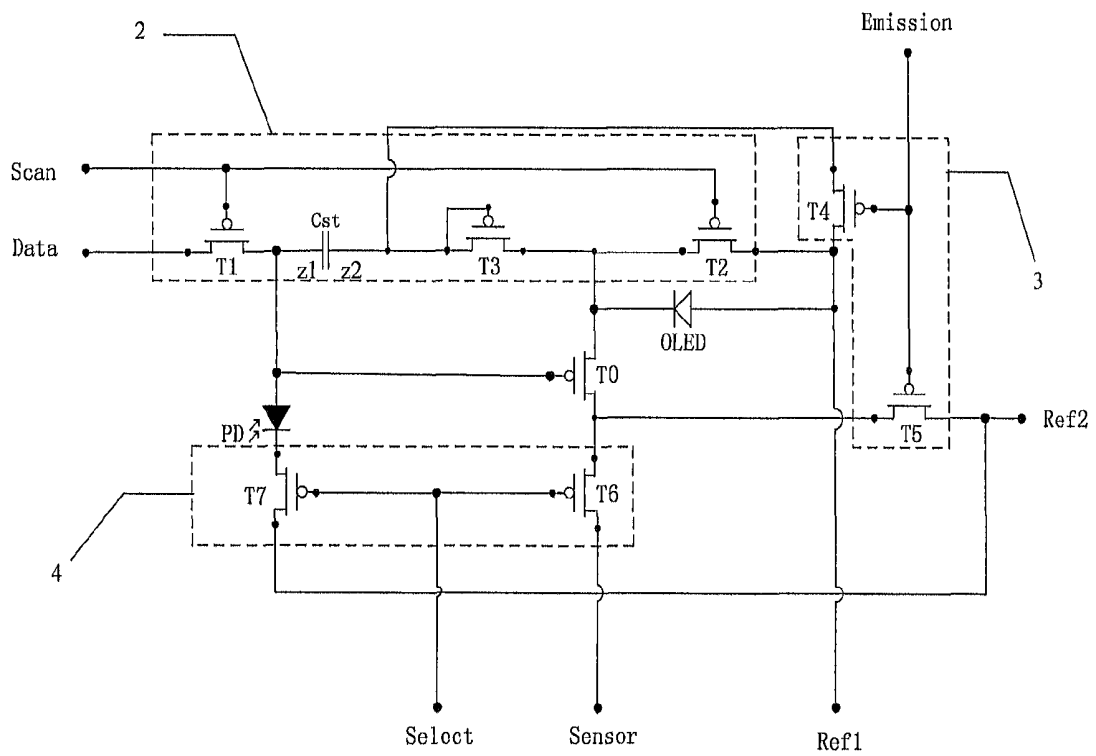 2
Emission
Scan
Data
Cst
T1
z1
z2
T3
T2
T4
3
OLED
T0
PD
T5
Ref2
T7
T6
4
Select
Sensor
Ref1